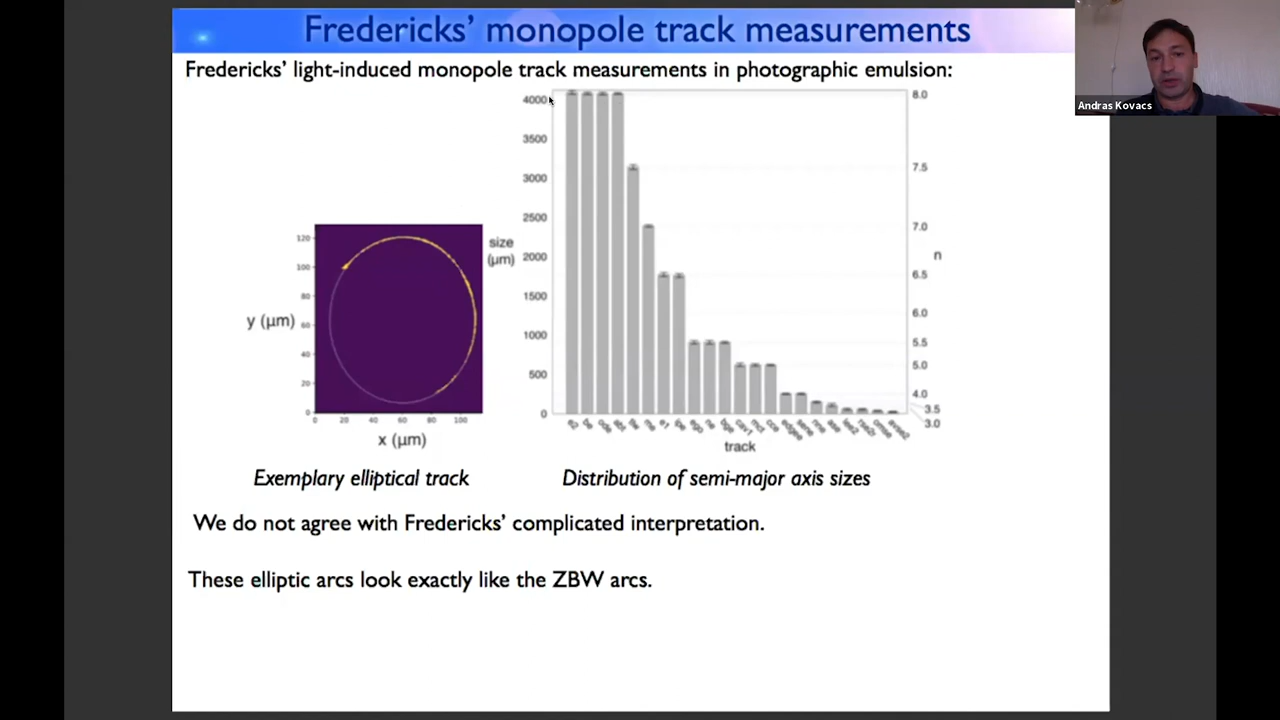 Fredericks’ monopole track measurements
Fredericks’ light-induced monopole track measurements in photographic emulsion:
Andras Kovacs
4000
3500
3000
2500
2000
1500
1000
500
0
size
(μm)
8.0
7.5
7.0
n
6.5
6.0
5.5
5.0
4.0
3.5
3.0
120
100
80
60
40
20
0
y (μm)
0 20 40 60 80 100
x (μm)
track
Exemplary elliptical track
Distribution of semi-major axis sizes
We do not agree with Fredericks’ complicated interpretation.
These elliptic arcs look exactly like the ZBW arcs.